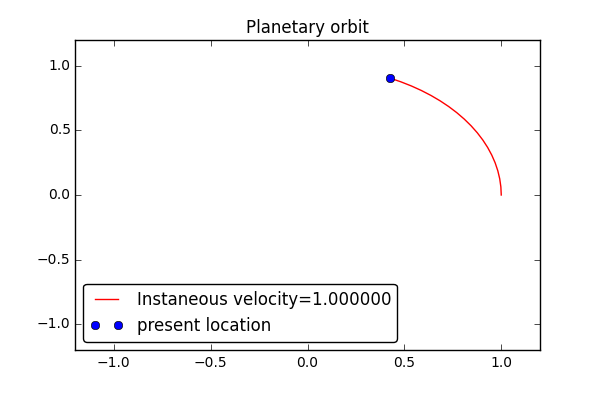 Planetary orbit
1.0
0.5
0.0
−0.5
−1.0
Instaneous velocity=1.000000
present location
−1.0 −0.5 0.0 0.5 1.0